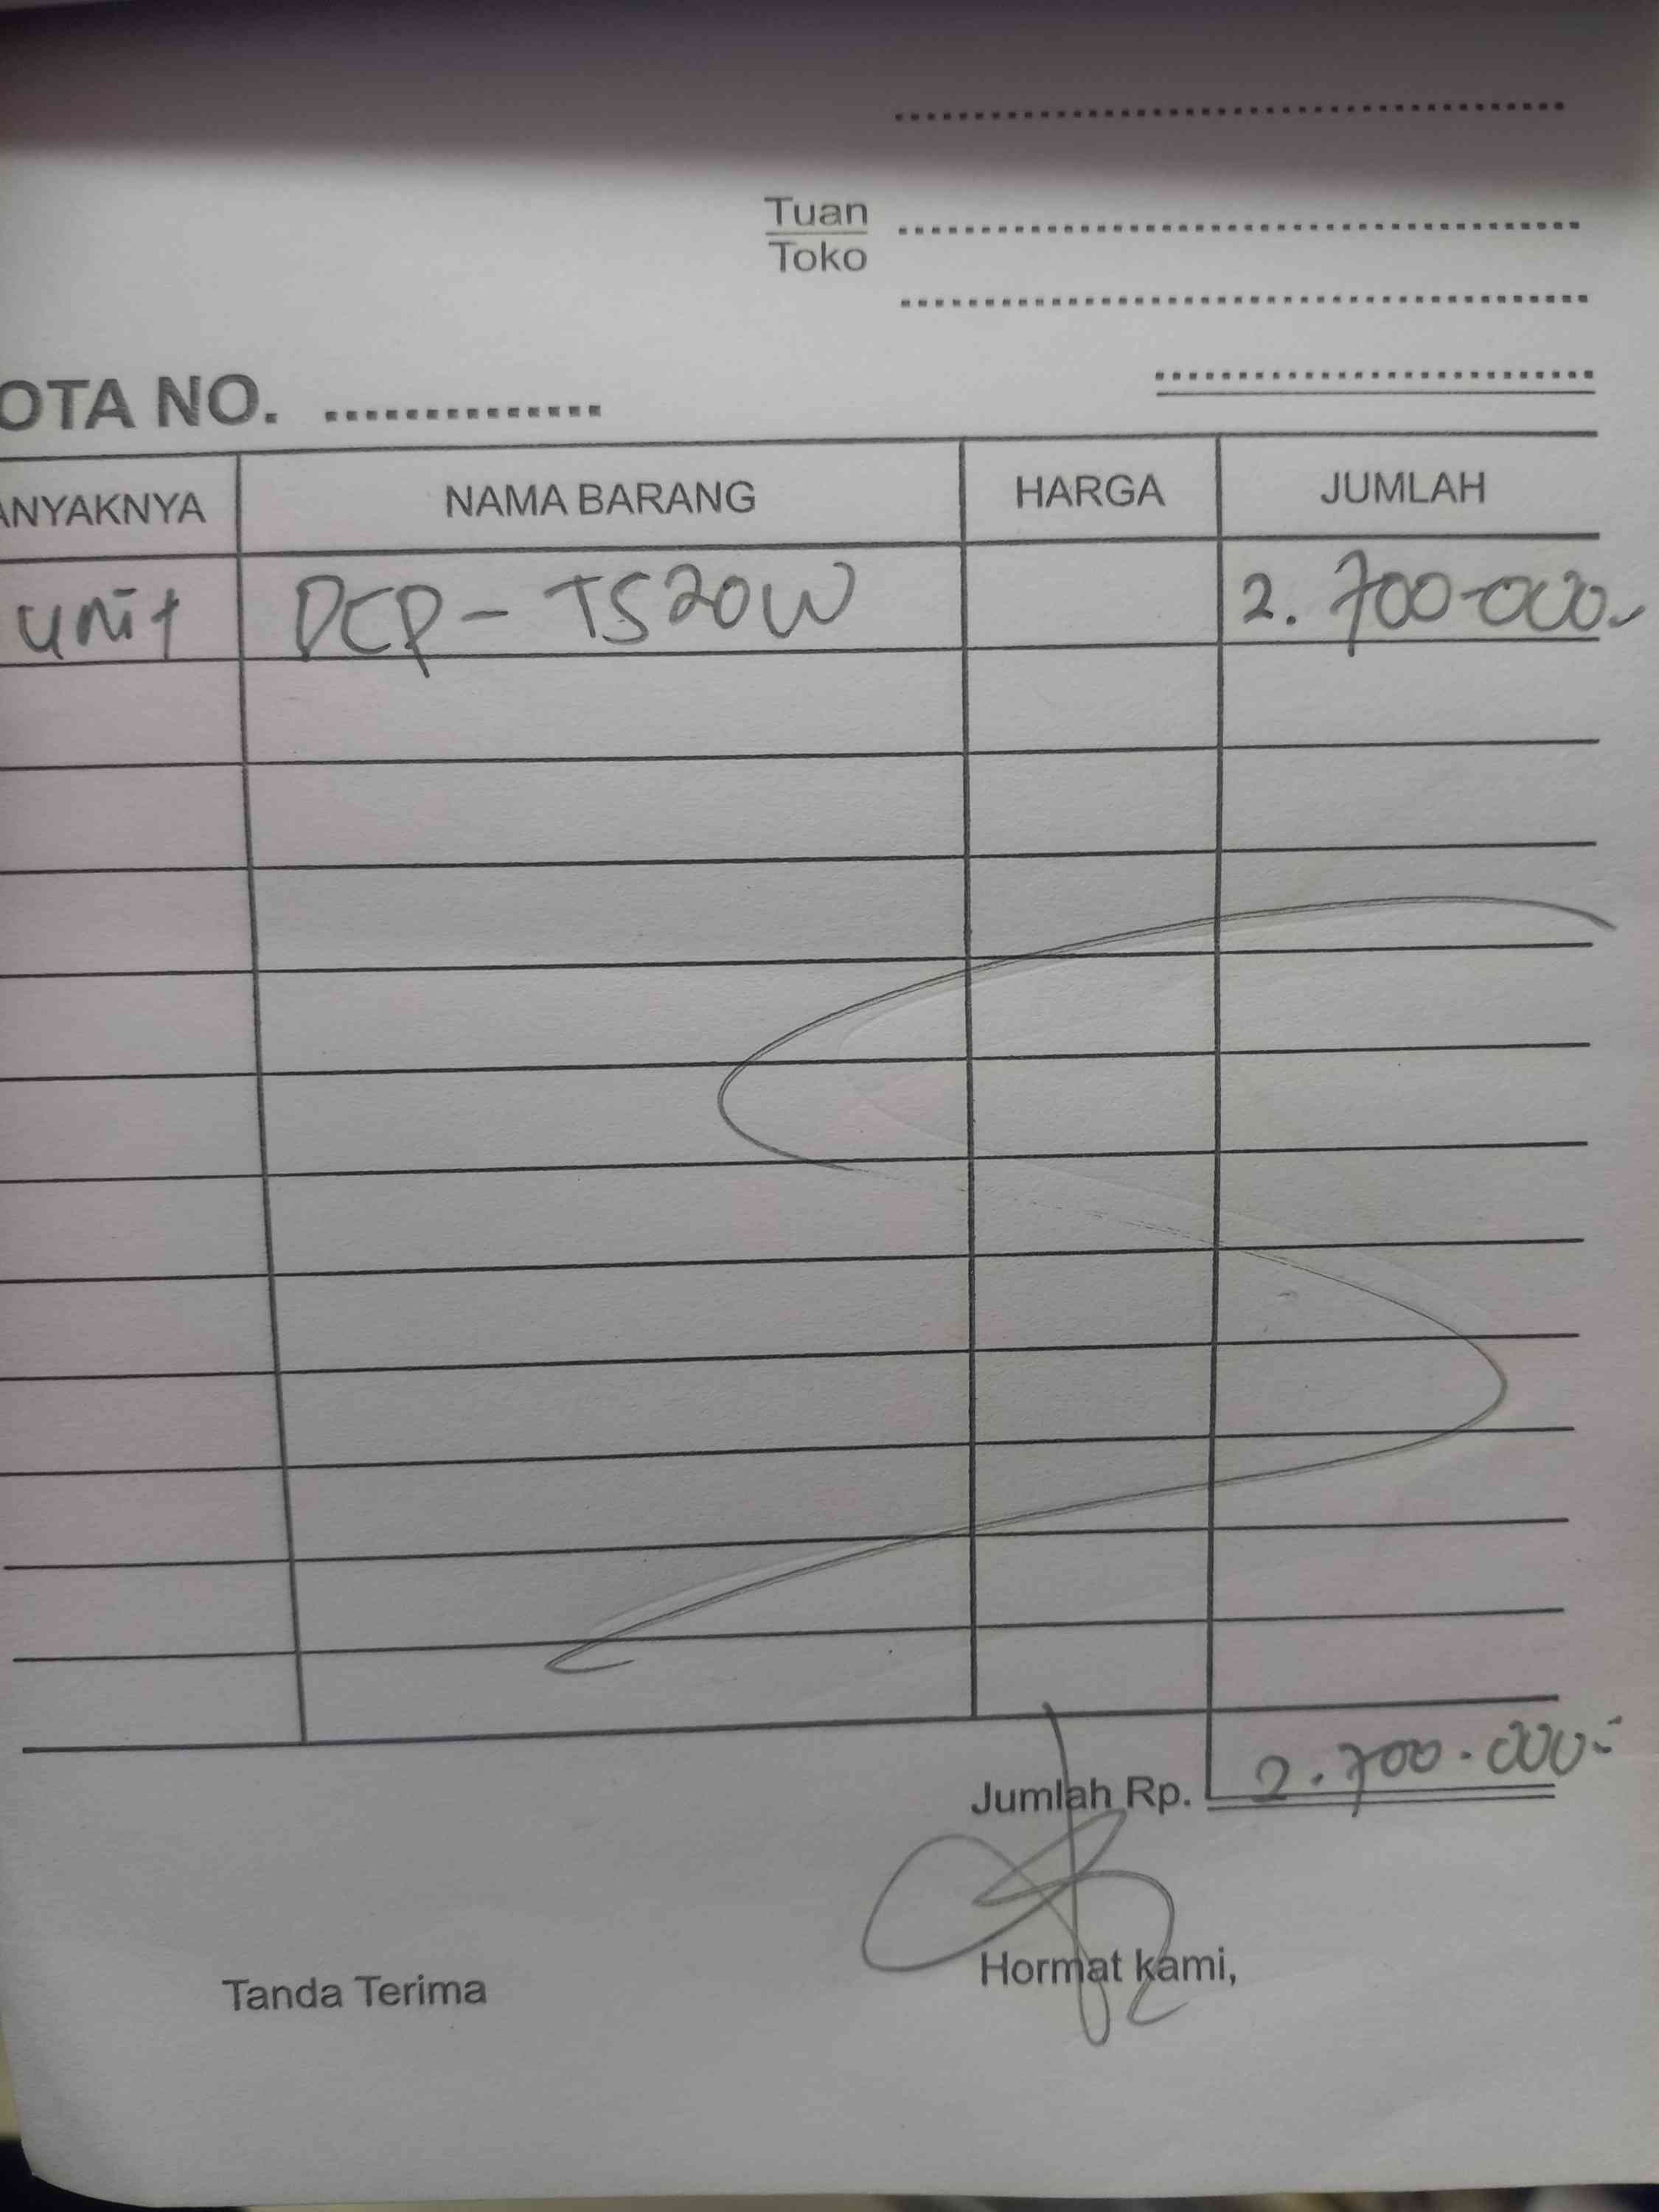 Tuan
Toko
OTA NO. ..............
ANYAKNYA NAMA BARANG HARGA JUMLAH
unit DCP - T520W 2.700.000.-
Jumlah Rp. 2.700.000.-
Tanda Terima Hormat kami,